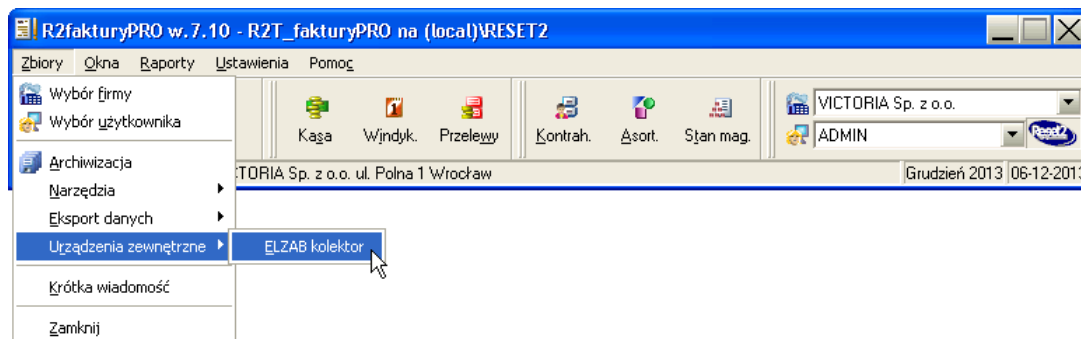 R2fakturyPRO w.7.10 - R2T_fakturyPRO na (local)\RESET2
Zbiory Okna Raporty Ustawienia Pomoc
Wybór firmy
Wybór użytkownika
Kasa Windyk. Przelewy Kontrah. Asort. Stan mag.
VICTORIA Sp. z o.o.
ADMIN
Reset2
Archiwizacja
TORIA Sp. z o.o. ul. Polna 1 Wrocław Grudzień 2013 06-12-2013
Narzędzia
Eksport danych
Urządzenia zewnętrzne ELZAB kolektor
Krótka wiadomość
Zamknij